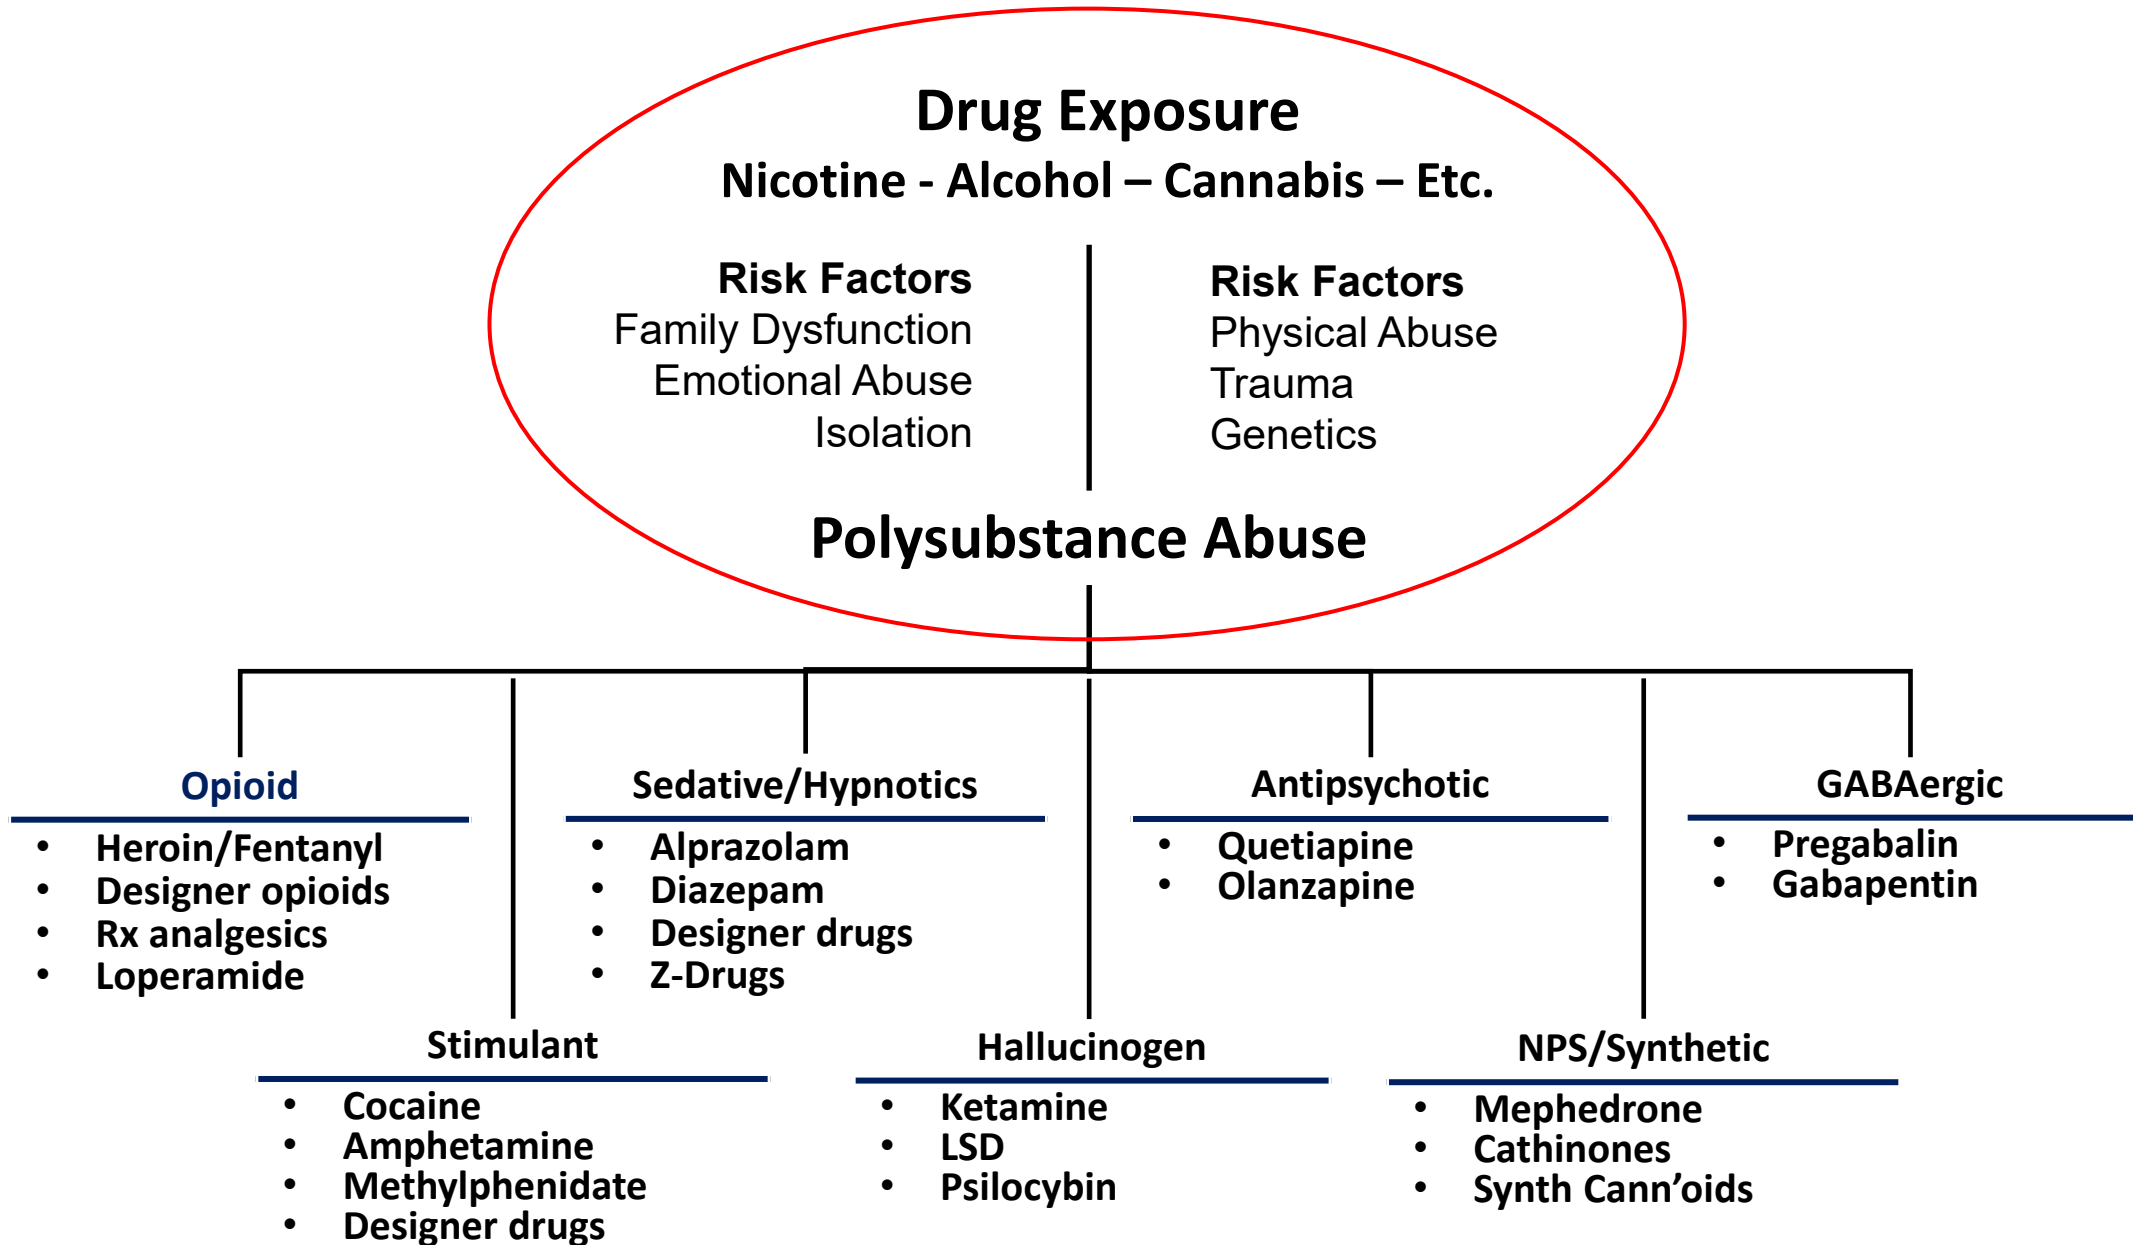 Drug Exposure
Nicotine - Alcohol – Cannabis – Etc.
Risk Factors
Family Dysfunction
Emotional Abuse
Isolation
Risk Factors
Physical Abuse
Trauma
Genetics
Polysubstance Abuse
Opioid
• Heroin/Fentanyl
• Designer opioids
• Rx analgesics
• Loperamide
Sedative/Hypnotics
• Alprazolam
• Diazepam
• Designer drugs
• Z-Drugs
Antipsychotic
• Quetiapine
• Olanzapine
GABAergic
• Pregabalin
• Gabapentin
Stimulant
• Cocaine
• Amphetamine
• Methylphenidate
• Designer drugs
Hallucinogen
• Ketamine
• LSD
• Psilocybin
NPS/Synthetic
• Mephedrone
• Cathinones
• Synth Cann’oids